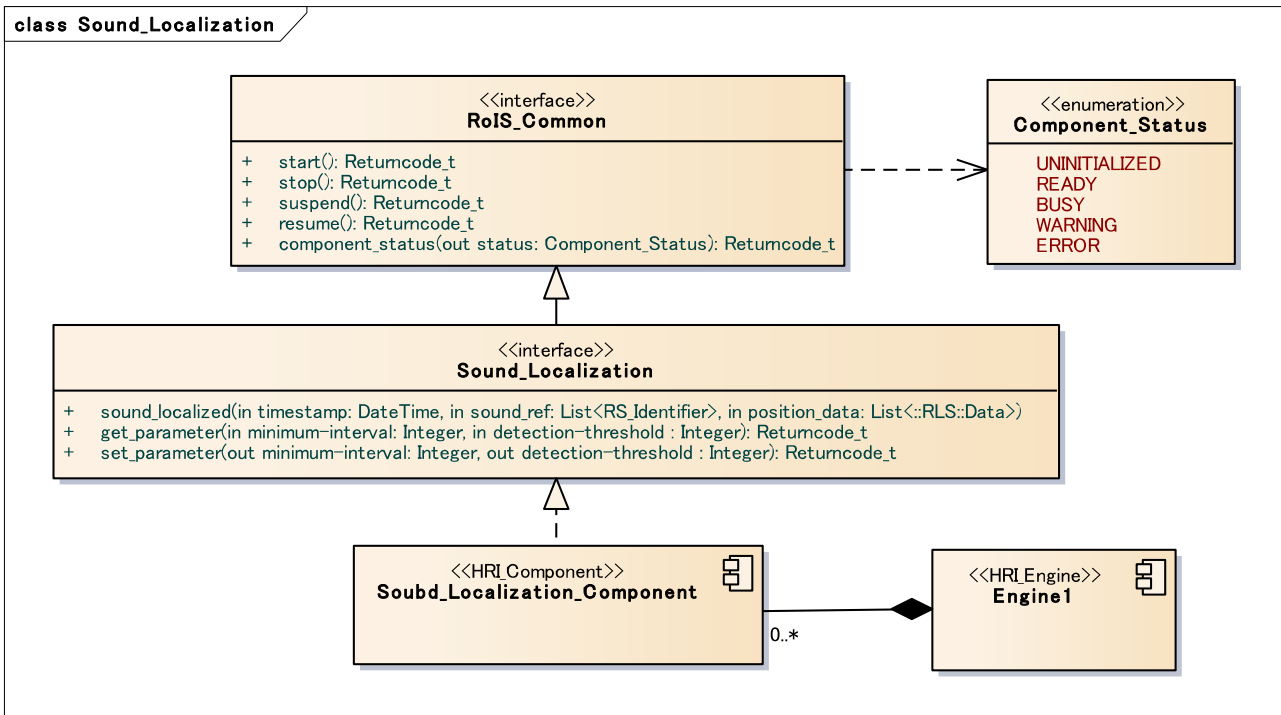 class Sound_Localization
<<interface>>
RoIS_Common
+ start(): Returncode_t
+ stop(): Returncode_t
+ suspend(): Returncode_t
+ resume(): Returncode_t
+ component_status(out status: Component_Status): Returncode_t
<<enumeration>>
Component_Status
UNINITIALIZED
READY
BUSY
WARNING
ERROR
<<interface>>
Sound_Localization
+ sound_localized(in timestamp: DateTime, in sound_ref: List<RS_Identifier>, in position_data: List<::RLS::Data>)
+ get_parameter(in minimum-interval: Integer, in detection-threshold : Integer): Returncode_t
+ set_parameter(out minimum-interval: Integer, out detection-threshold : Integer): Returncode_t
<<HRI_Component>>
Soubd_Localization_Component
0..*
<<HRI_Engine>>
Engine1